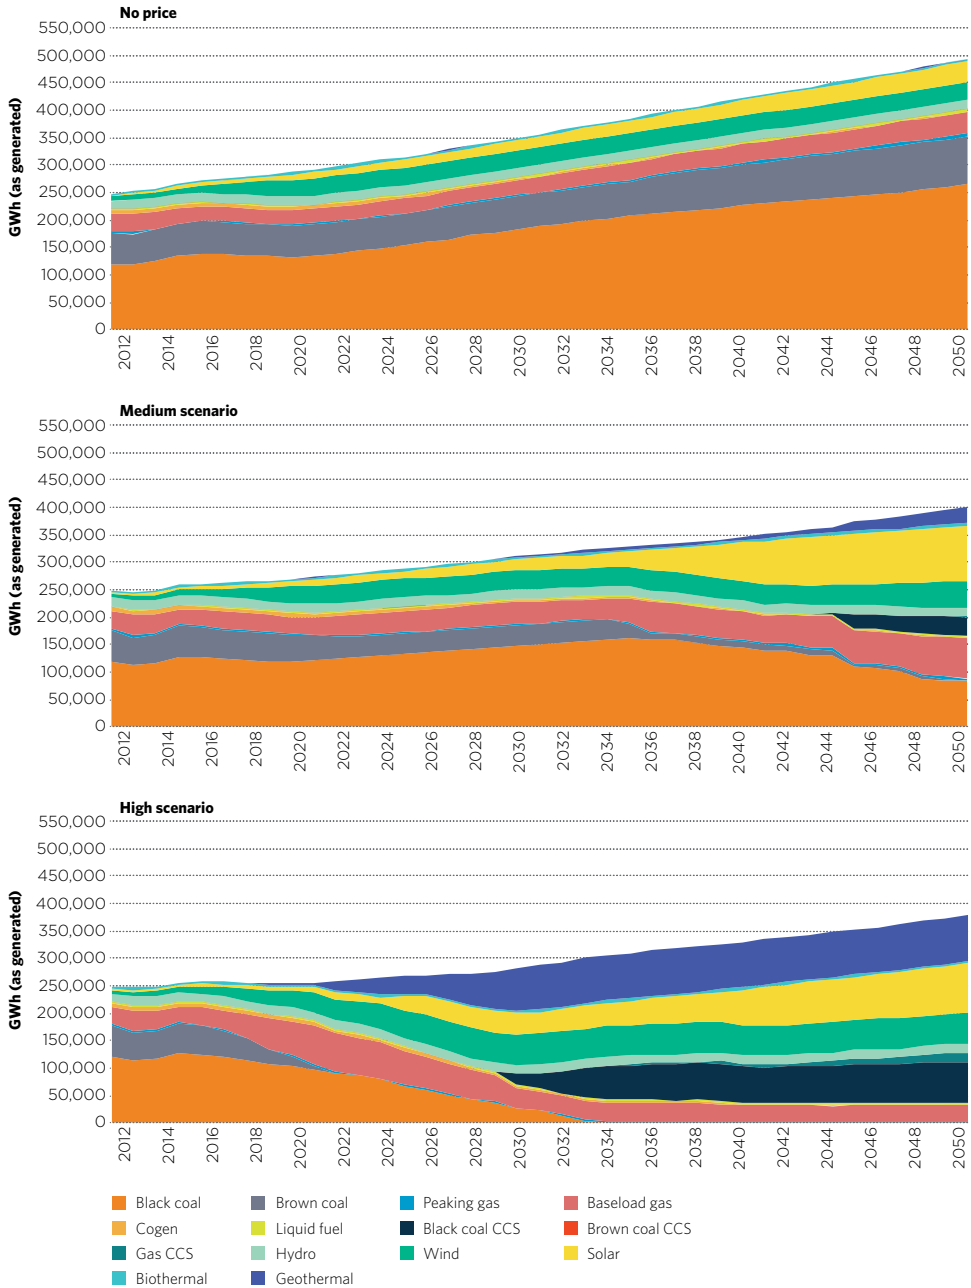 No price
GWh (as generated)
550,000
500,000
450,000
400,000
350,000
300,000
250,000
200,000
150,000
100,000
50,000
0
2012 2014 2016 2018 2020 2022 2024 2026 2028 2030 2032 2034 2036 2038 2040 2042 2044 2046 2048 2050
Medium scenario
GWh (as generated)
550,000
500,000
450,000
400,000
350,000
300,000
250,000
200,000
150,000
100,000
50,000
0
2012 2014 2016 2018 2020 2022 2024 2026 2028 2030 2032 2034 2036 2038 2040 2042 2044 2046 2048 2050
High scenario
GWh (as generated)
550,000
500,000
450,000
400,000
350,000
300,000
250,000
200,000
150,000
100,000
50,000
0
2012 2014 2016 2018 2020 2022 2024 2026 2028 2030 2032 2034 2036 2038 2040 2042 2044 2046 2048 2050
Black coal Brown coal Peaking gas Baseload gas
Cogen Liquid fuel Black coal CCS Brown coal CCS
Gas CCS Hydro Wind Solar
Biothermal Geothermal